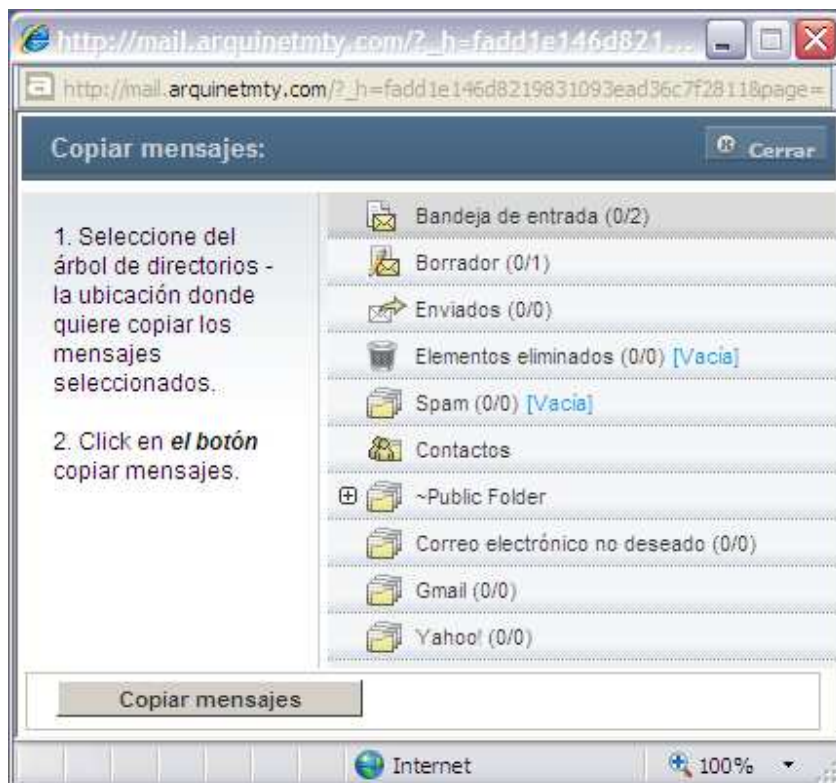 http://mail.arquinetmty.com/?_h=fadd1e146d821...
http://mail.arquinetmty.com/?_h=fadd1e146d8219831093ead36c7f2811&page=
Copiar mensajes:
Cerrar
1. Seleccione del
árbol de directorios -
la ubicación donde
quiere copiar los
mensajes
seleccionados.
2. Click en el botón
copiar mensajes.
Bandeja de entrada (0/2)
Borrador (0/1)
Enviados (0/0)
Elementos eliminados (0/0) [Vacía]
Spam (0/0) [Vacía]
Contactos
~Public Folder
Correo electrónico no deseado (0/0)
Gmail (0/0)
Yahoo! (0/0)
Copiar mensajes
Internet
100%